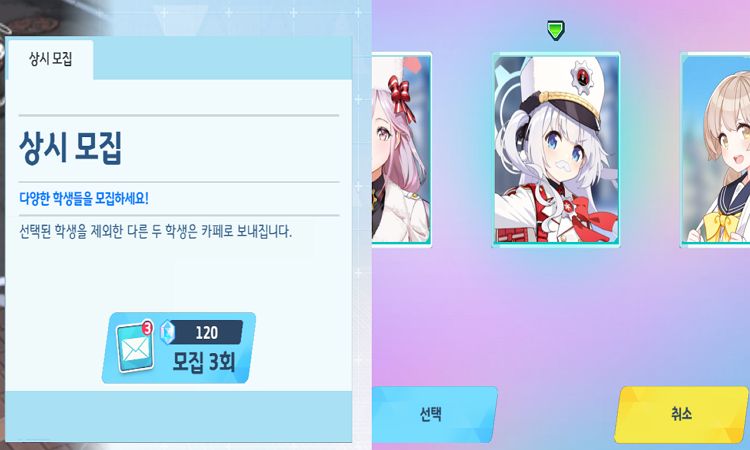 상시 모집
상시 모집
다양한 학생들을 모집하세요!
선택된 학생을 제외한 다른 두 학생은 카페로 보내집니다.
3
120
모집 3회
선택
취소